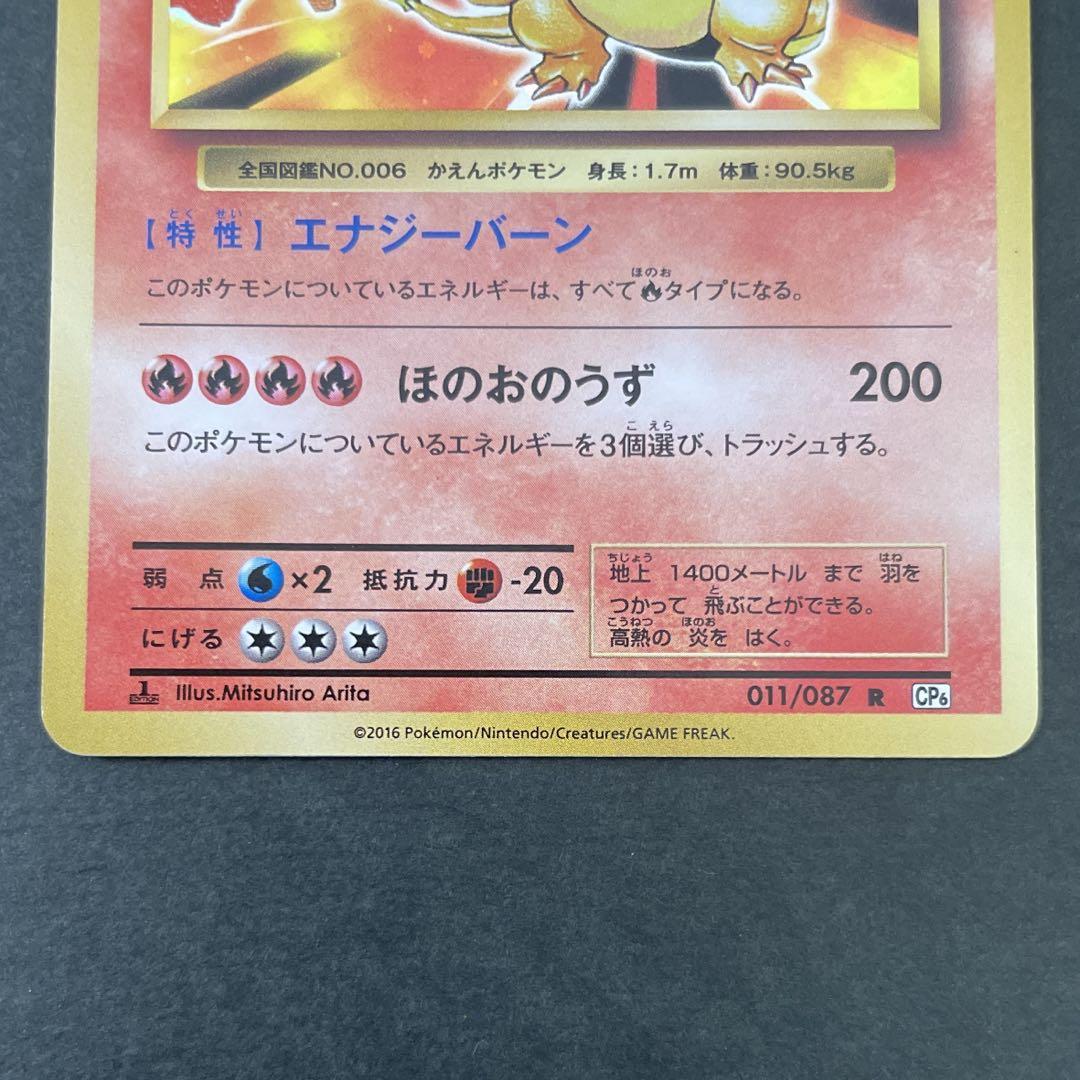 全国図鑑NO.006 かえんポケモン 身長:1.7m 体重:90.5kg
とく せい
【特 性】 エナジーバーン
ほのお
このポケモンについているエネルギーは、すべてタイプになる。
ほのおのうず 200
こ えら
このポケモンについているエネルギーを3個選び、トラッシュする。
弱 点 ×2 抵抗力 -20
にげる
ちじょう はね
地上 1400メートル まで 羽を
と
つかって 飛ぶことができる。
こうねつ ほのお
高熱の 炎を はく。
1 EDITION Illus.Mitsuhiro Arita 011/087 R CP6
©2016 Pokémon/Nintendo/Creatures/GAME FREAK.